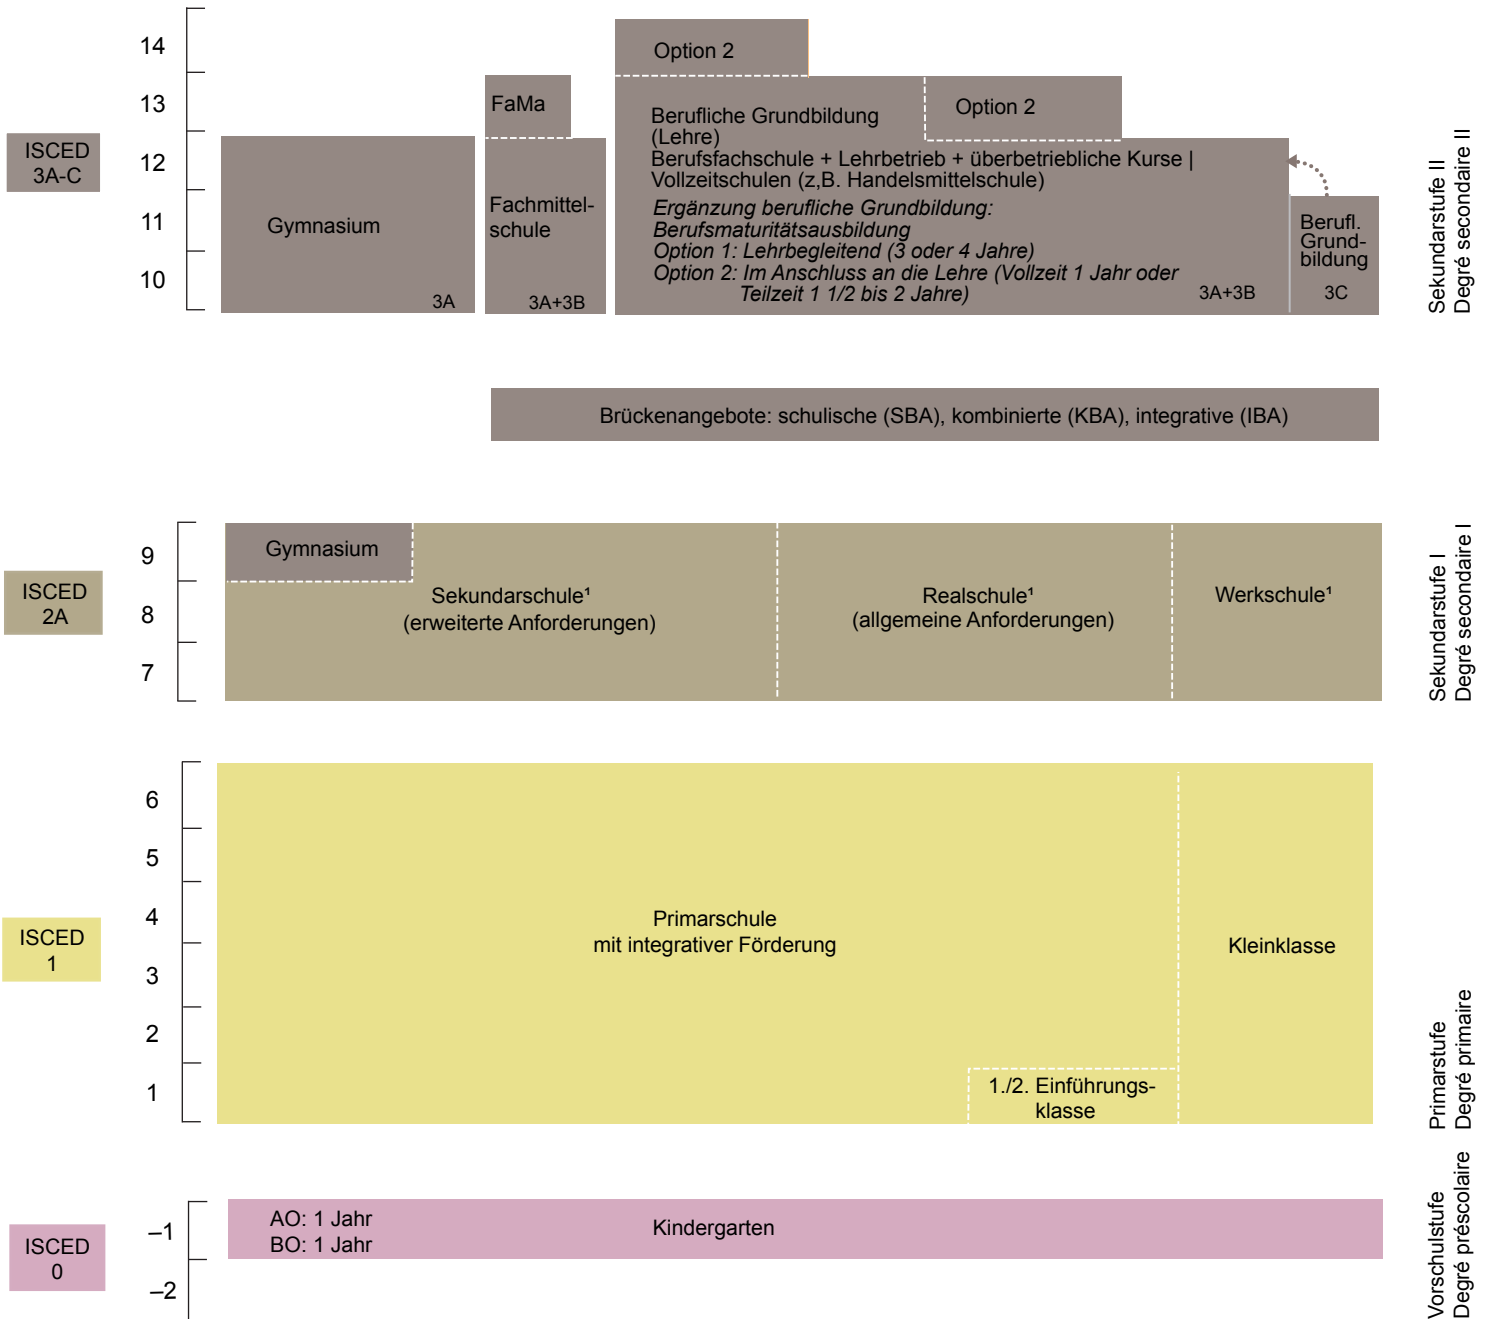 14
Option 2
13
FaMa
Option 2
ISCED
3A-C
12
11
10
Gymnasium
3A
Fachmittel-
schule
3A+3B
Berufliche Grundbildung
(Lehre)
Berufsfachschule + Lehrbetrieb + überbetriebliche Kurse |
Vollzeitschulen (z,B. Handelsmittelschule)
Ergänzung berufliche Grundbildung:
Berufsmaturitätsausbildung
Option 1: Lehrbegleitend (3 oder 4 Jahre)
Option 2: Im Anschluss an die Lehre (Vollzeit 1 Jahr oder
Teilzeit 1 1/2 bis 2 Jahre)
3A+3B
Berufl.
Grund-
bildung
3C
Sekundarstufe II
Degré secondaire II
Brückenangebote: schulische (SBA), kombinierte (KBA), integrative (IBA)
ISCED
2A
9
8
7
Gymnasium
Sekundarschule¹
(erweiterte Anforderungen)
Realschule¹
(allgemeine Anforderungen)
Werkschule¹
Sekundarstufe I
Degré secondaire I
ISCED
1
6
5
4
3
2
1
Primarschule
mit integrativer Förderung
Kleinklasse
1./2. Einführungs-
klasse
Primarstufe
Degré primaire
ISCED
0
–1
–2
AO: 1 Jahr
BO: 1 Jahr
Kindergarten
Vorschulstufe
Degré préscolaire